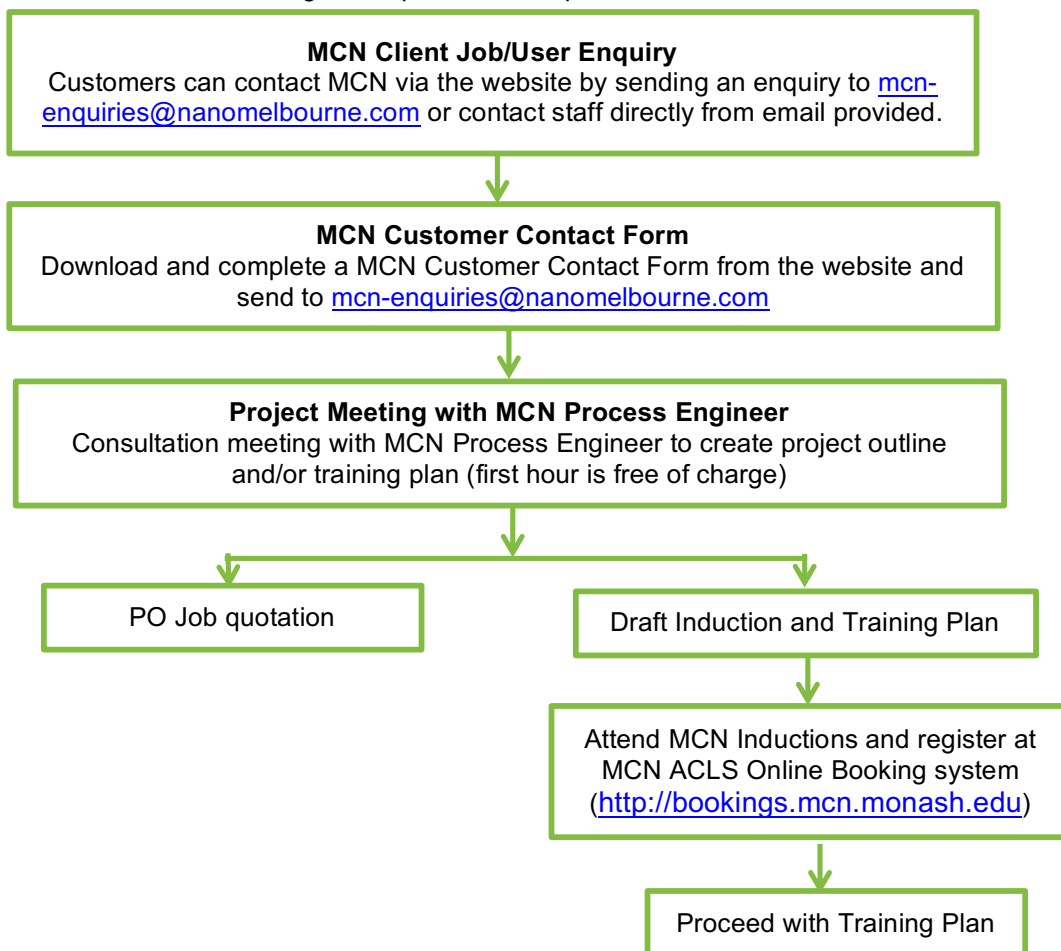 MCN Client Job/User Enquiry
Customers can contact MCN via the website by sending an enquiry to mcn-
enquiries@nanomelbourne.com or contact staff directly from email provided.
MCN Customer Contact Form
Download and complete a MCN Customer Contact Form from the website and
send to mcn-enquiries@nanomelbourne.com
Project Meeting with MCN Process Engineer
Consultation meeting with MCN Process Engineer to create project outline
and/or training plan (first hour is free of charge)
PO Job quotation
Draft Induction and Training Plan
Attend MCN Inductions and register at
MCN ACLS Online Booking system
(http://bookings.mcn.monash.edu)
Proceed with Training Plan